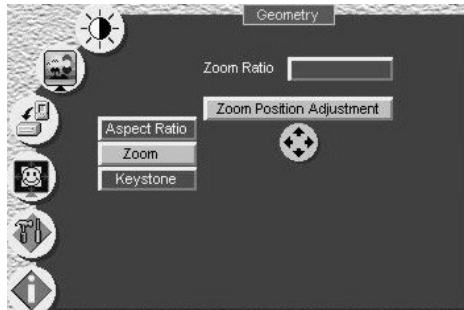 Geometry
Zoom Ratio
Zoom Position Adjustment
Aspect Ratio
Zoom
Keystone